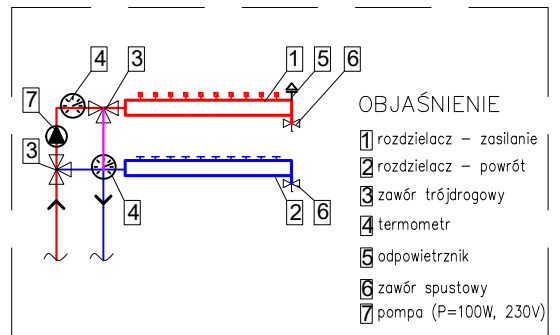 4
3
1
5
6
7
3
4
2
6
OBJAŚNIENIE
1 rozdzielacz – zasilanie
2 rozdzielacz – powrót
3 zawór trójdrogowy
4 termometr
5 odpowietrznik
6 zawór spustowy
7 pompa (P=100W, 230V)